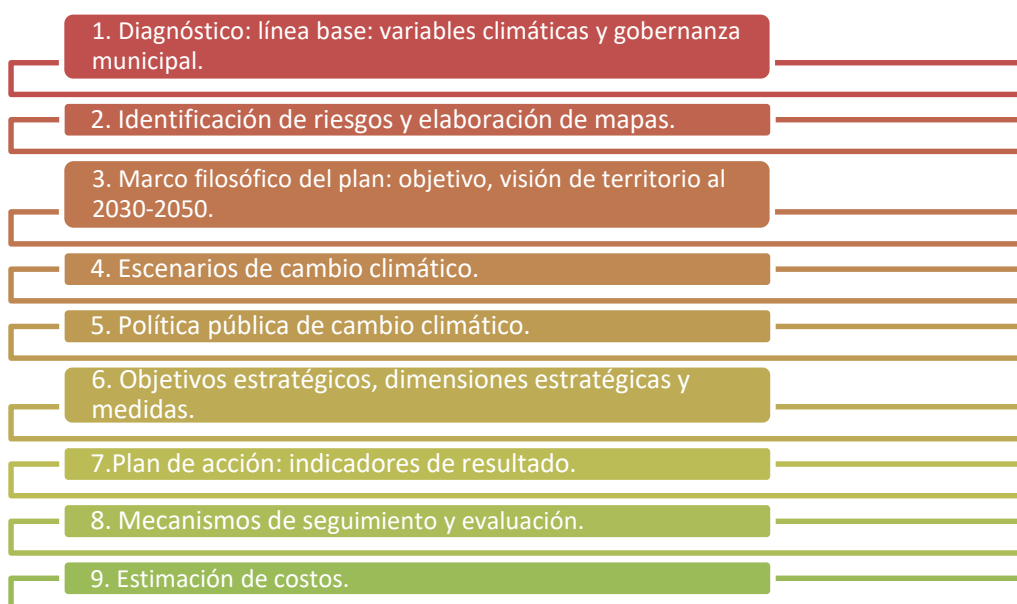 1. Diagnóstico: línea base: variables climáticas y gobernanza
municipal.
2. Identificación de riesgos y elaboración de mapas.
3. Marco filosófico del plan: objetivo, visión de territorio al
2030-2050.
4. Escenarios de cambio climático.
5. Política pública de cambio climático.
6. Objetivos estratégicos, dimensiones estratégicas y
medidas.
7.Plan de acción: indicadores de resultado.
8. Mecanismos de seguimiento y evaluación.
9. Estimación de costos.